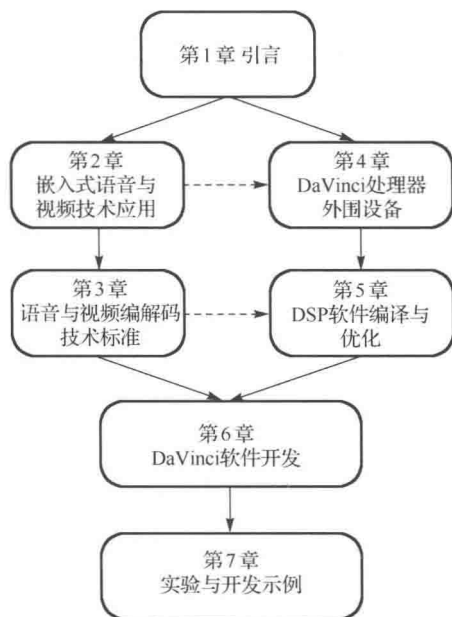 第1章 引言
第2章
嵌入式语音与
视频技术应用
第4章
DaVinci处理器
外围设备
第3章
语音与视频编解码
技术标准
第5章
DSP软件编译与
优化
第6章
DaVinci软件开发
第7章
实验与开发示例